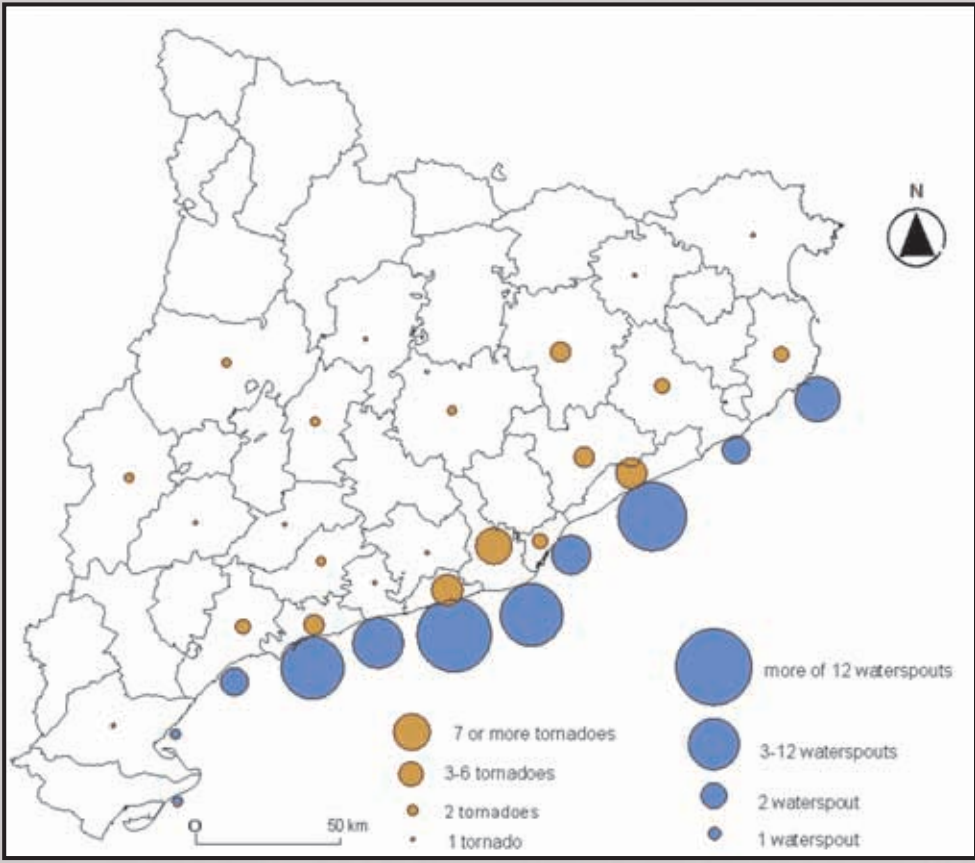 N
more of 12 waterspouts
7 or more tornadoes
3-12 waterspouts
3-6 tornadoes
2 waterspout
2 tornadoes
1 waterspout
0 50 km
1 tornado